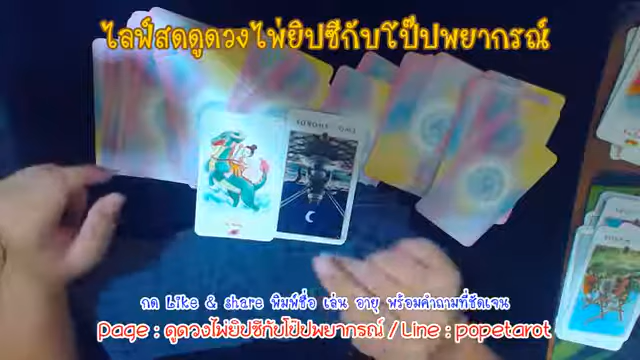 ไลฟ์สดดูดวงไพ่ยิปซีกับโป๊ปพยากรณ์
TWO SWORDS
กด Like & share พิมพ์ชื่อ เล่น อายุ พร้อมคำถามที่ชัดเจน
Page : ดูดวงไพ่ยิปซีกับโป๊ปพยากรณ์ / Line : popetarot